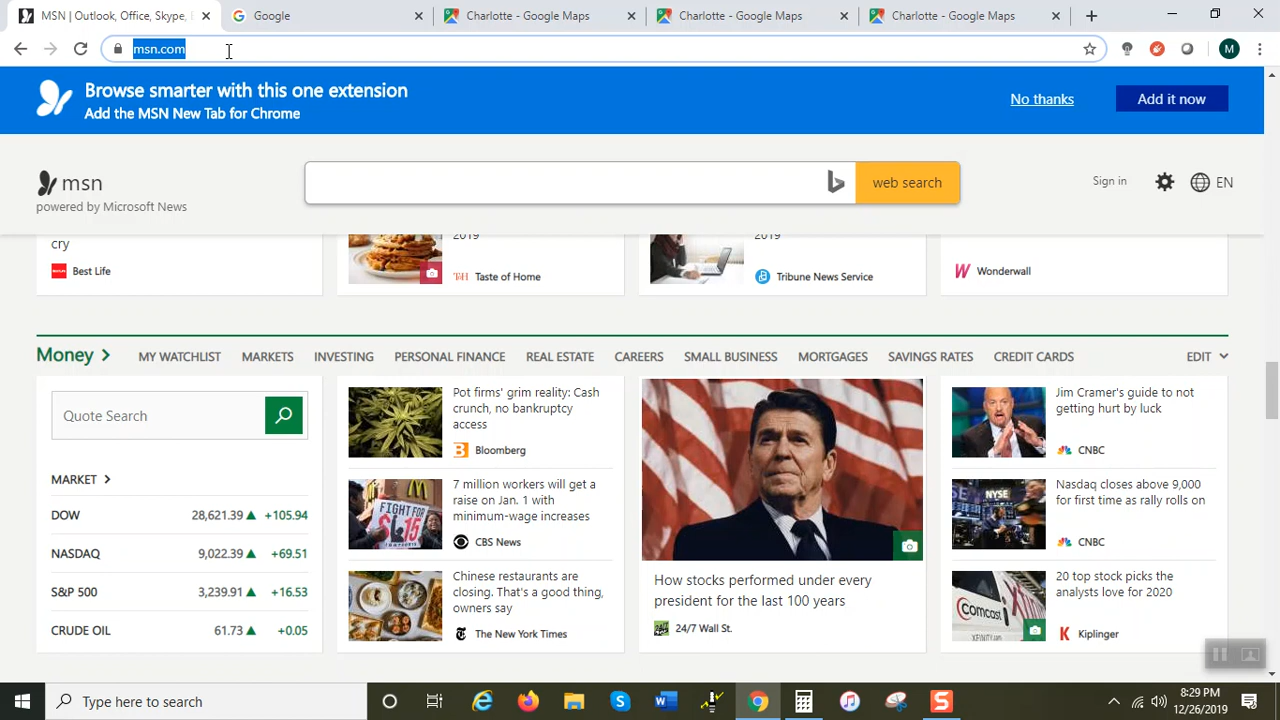 MSN | Outlook, Office, Skype,
Google
Charlotte - Google Maps
Charlotte - Google Maps
Charlotte - Google Maps
msn.com
M
Browse smarter with this one extension
Add the MSN New Tab for Chrome
No thanks
Add it now
msn
powered by Microsoft News
web search
Sign in
EN
cry
Best Life
2019
TOH Taste of Home
2019
Tribune News Service
Wonderwall
Money
MY WATCHLIST
MARKETS
INVESTING
PERSONAL FINANCE
REAL ESTATE
CAREERS
SMALL BUSINESS
MORTGAGES
SAVINGS RATES
CREDIT CARDS
EDIT
Quote Search
MARKET
DOW 28,621.39 +105.94
NASDAQ 9,022.39 +69.51
S&P 500 3,239.91 +16.53
CRUDE OIL 61.73 +0.05
Pot firms' grim reality: Cash
crunch, no bankruptcy
access
Bloomberg
FIGHT FOR
$15
7 million workers will get a
raise on Jan. 1 with
minimum-wage increases
CBS News
Chinese restaurants are
closing. That's a good thing,
owners say
The New York Times
How stocks performed under every
president for the last 100 years
24/7 Wall St.
Jim Cramer's guide to not
getting hurt by luck
CNBC
NYSE
Nasdaq closes above 9,000
for first time as rally rolls on
CNBC
comcast
20 top stock picks the
analysts love for 2020
K Kiplinger
Type here to search
8:29 PM
12/26/2019